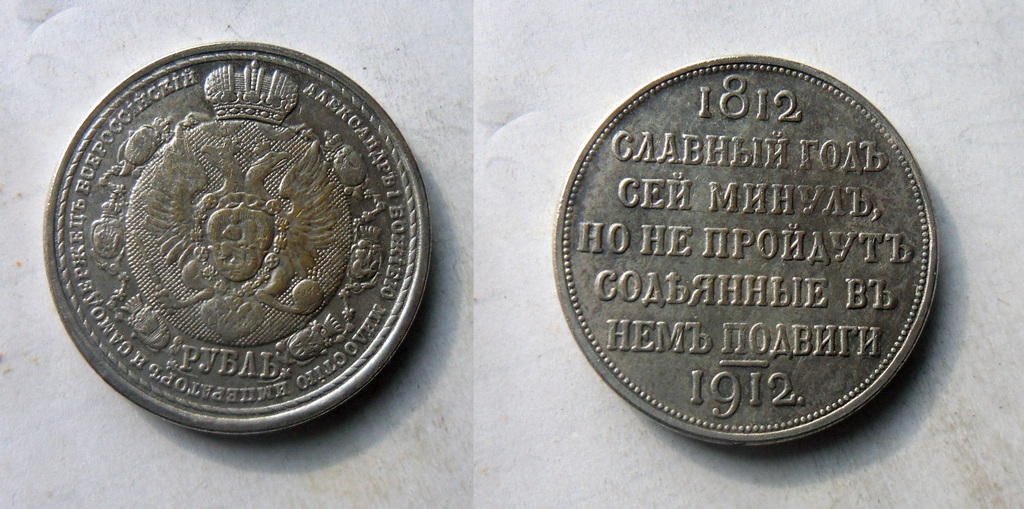 АЛЕКСАНДРЪ I БОЖІЕЮ МИЛОСТІЮ ИМПЕРАТОРЪ И САМОДЕРЖЕЦЪ ВСЕРОССІЙСКІЙ
РУБЛЬ
1812
СЛАВНЫЙ ГОДЪ
СЕЙ МИНУЛЪ,
НО НЕ ПРОЙДУТЪ
СОДѢЯННЫЕ ВЪ
НЕМЪ ПОДВИГИ
1912.